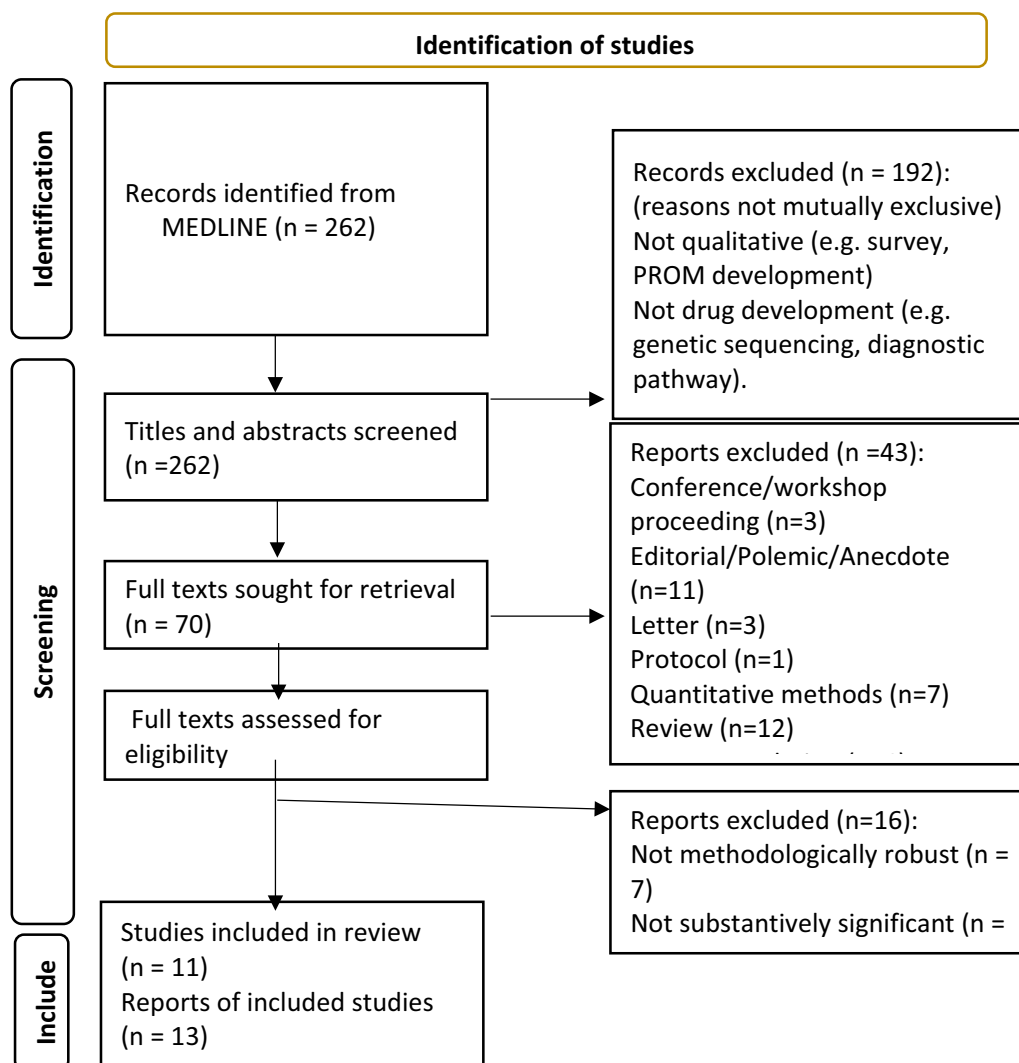 Identification of studies
Identification
Records identified from
MEDLINE (n = 262)
Records excluded (n = 192):
(reasons not mutually exclusive)
Not qualitative (e.g. survey,
PROM development)
Not drug development (e.g.
genetic sequencing, diagnostic
pathway).
Screening
Titles and abstracts screened
(n =262)
Reports excluded (n =43):
Conference/workshop
proceeding (n=3)
Editorial/Polemic/Anecdote
(n=11)
Letter (n=3)
Protocol (n=1)
Quantitative methods (n=7)
Review (n=12)
Full texts sought for retrieval
(n = 70)
Full texts assessed for
eligibility
Reports excluded (n=16):
Not methodologically robust (n =
7)
Not substantively significant (n =
Include
Studies included in review
(n = 11)
Reports of included studies
(n = 13)